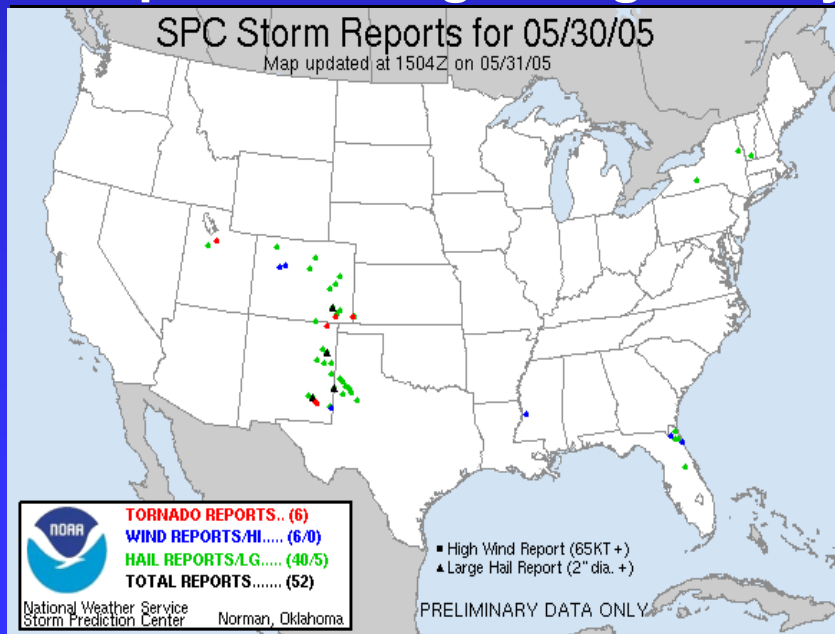 SPC Storm Reports for 05/30/05
Map updated at 1504Z on 05/31/05
NOAA
TORNADO REPORTS.. (6)
WIND REPORTS/HI..... (6/0)
HAIL REPORTS/LG..... (40/5)
TOTAL REPORTS....... (52)
National Weather Service
Storm Prediction Center Norman, Oklahoma
High Wind Report (65KT +)
Large Hail Report (2" dia. +)
PRELIMINARY DATA ONLY